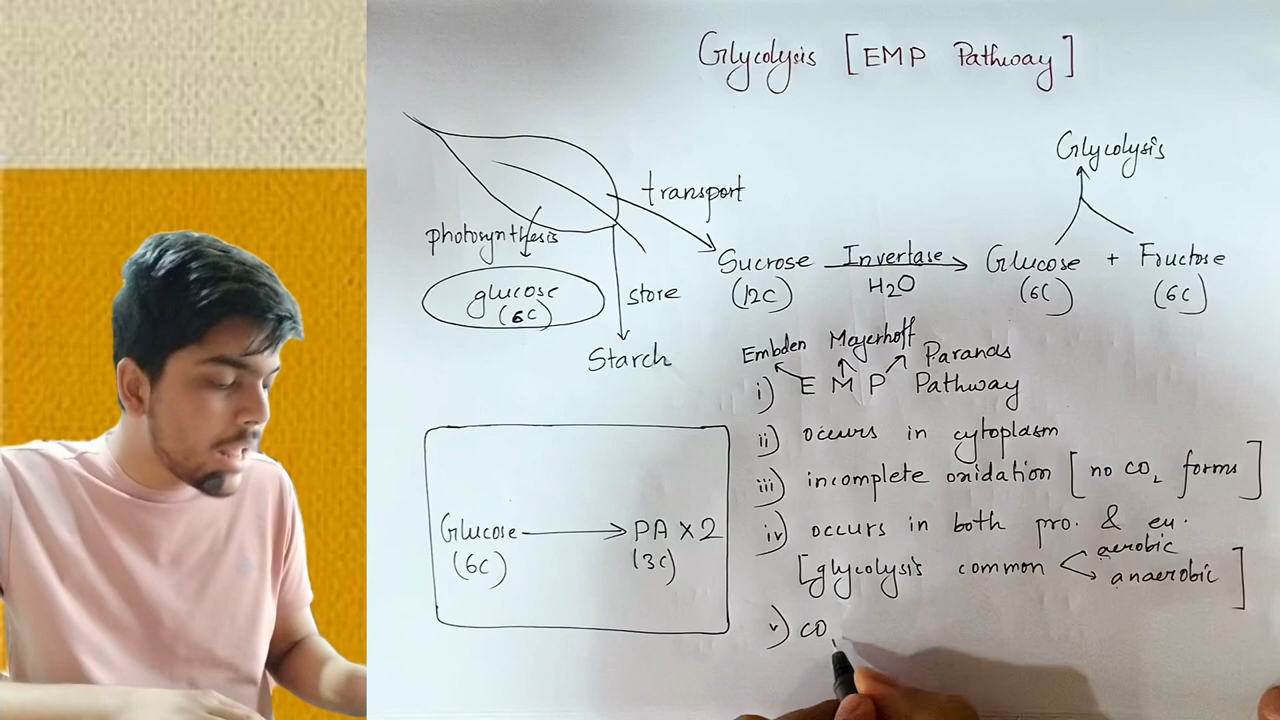 Glycolysis [EMP Pathway]
Glycolysis
transport
photosynthesis
Sucrose Invertase Glucose + Fructose
(12C) H2O (6C) (6C)
glucose
(6C)
store
Starch
Embden Mayerhoff Paranas
i) E M P Pathway
ii) occurs in cytoplasm
iii) incomplete oxidation [no CO2 forms]
iv) occurs in both pro. & eu.
[glycolysis common aerobic
anaerobic]
v) CO
Glucose PA X 2
(6C) (3C)